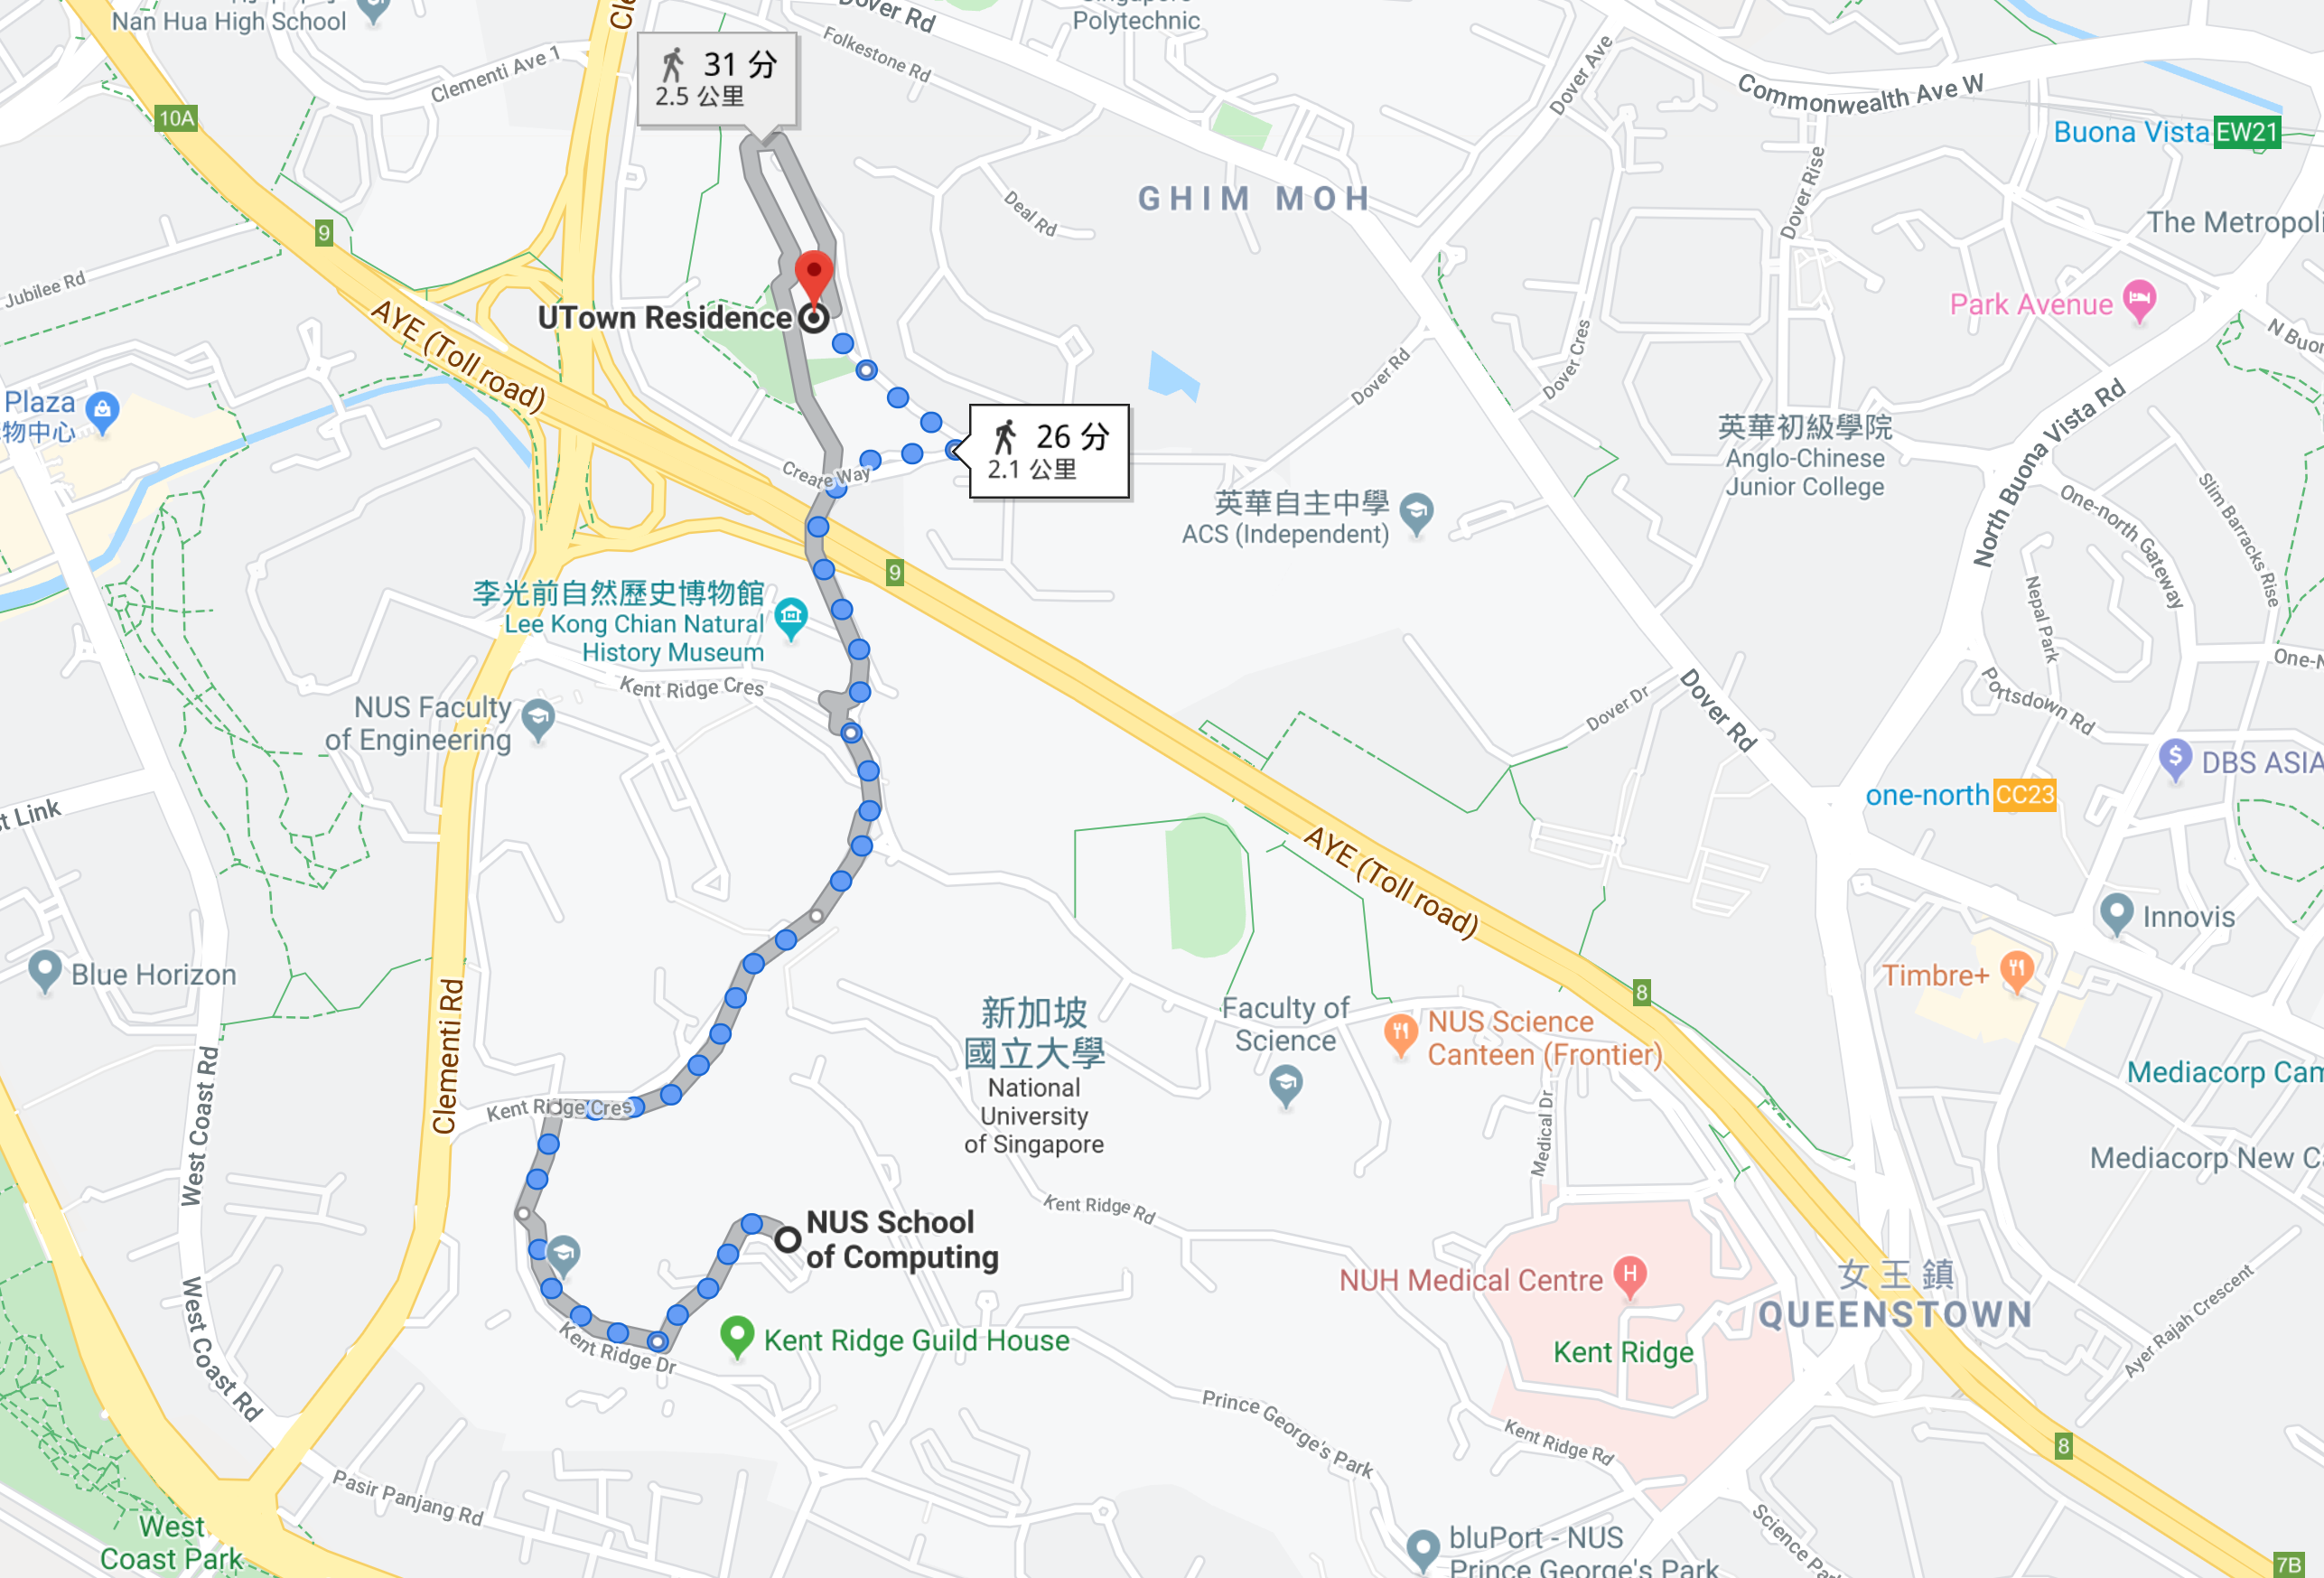 Nan Hua High School
Clementi Ave 1
Dover Rd
Folkestone Rd
Polytechnic
Dover Ave
Commonwealth Ave W
Buona Vista EW21
31 分
2.5 公里
10A
9
GHIM MOH
Deal Rd
Dover Rise
The Metropoli
Jubilee Rd
AYE (Toll road)
UTown Residence
Park Avenue
N Buon
Plaza
物中心
Dover Rd
Dover Cres
North Buona Vista Rd
26 分
2.1 公里
Create Way
英華初級學院
Anglo-Chinese
Junior College
英華自主中學
ACS (Independent)
One-north Gateway
Slim Barracks Rise
Nepal Park
9
李光前自然歷史博物館
Lee Kong Chian Natural
History Museum
Kent Ridge Cres
One-N
Portsdown Rd
Dover Dr
Dover Rd
NUS Faculty
of Engineering
DBS ASIA
one-north CC23
t Link
AYE (Toll road)
Innovis
Blue Horizon
Timbre+
8
Clementi Rd
新加坡
國立大學
National
University
of Singapore
Faculty of
Science
NUS Science
Canteen (Frontier)
Mediacorp Cam
West Coast Rd
Kent Ridge Cres
Medical Dr
Mediacorp New C
Kent Ridge Rd
NUS School
of Computing
NUH Medical Centre
H
女王鎮
QUEENSTOWN
Ayer Rajah Crescent
Kent Ridge Guild House
Kent Ridge Dr
Kent Ridge
West Coast Rd
Prince George's Park
Kent Ridge Rd
8
Pasir Panjang Rd
West
Coast Park
bluPort - NUS
Prince George's Park
Science Par
7B